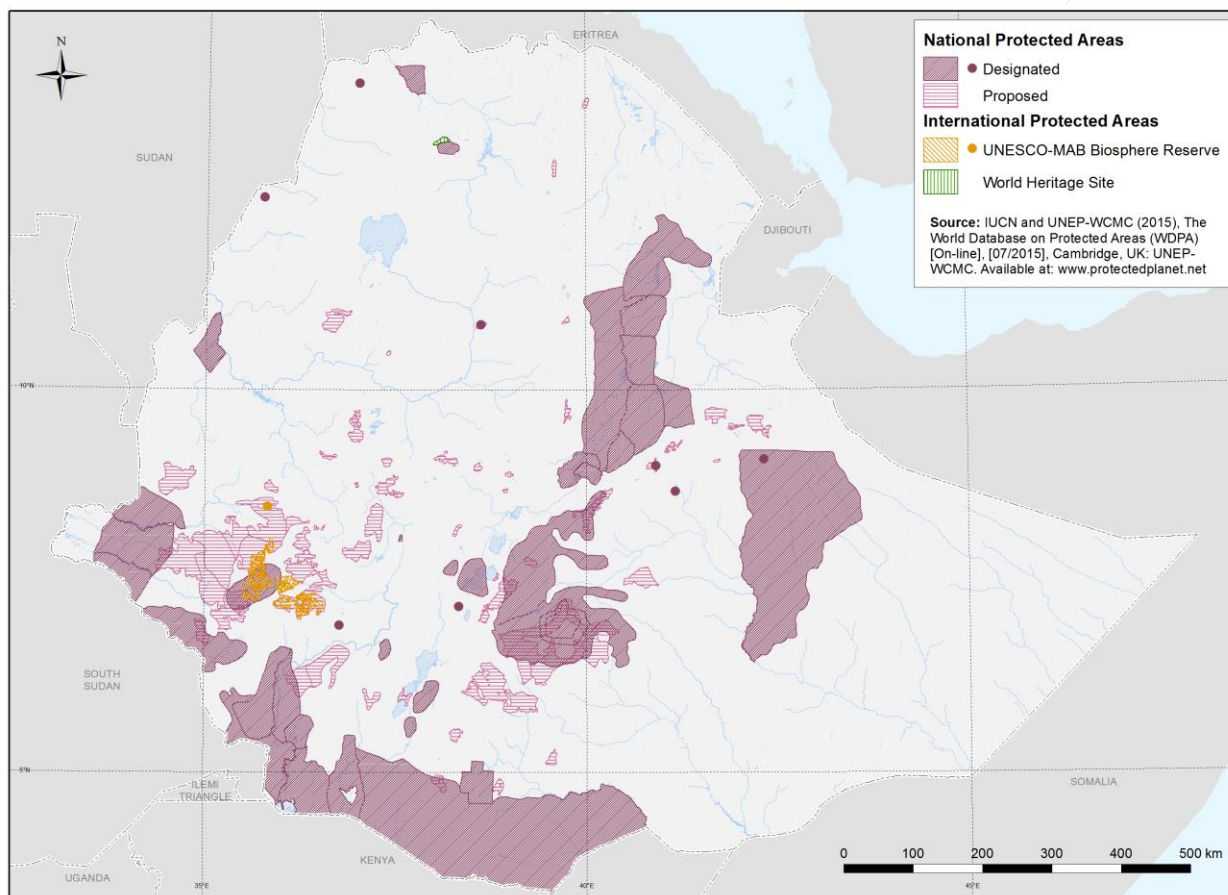 N
ERITREA
SUDAN
DJIBOUTI
National Protected Areas
Designated
Proposed
International Protected Areas
UNESCO-MAB Biosphere Reserve
World Heritage Site
Source: IUCN and UNEP-WCMC (2015), The
World Database on Protected Areas (WDPA)
[On-line], [07/2015], Cambridge, UK: UNEP-
WCMC. Available at: www.protectedplanet.net
10°N
SOUTH
SUDAN
5°N
ILEMI
TRIANGLE
SOMALIA
KENYA
UGANDA
35°E
40°E
45°E
0 100 200 300 400 500 km